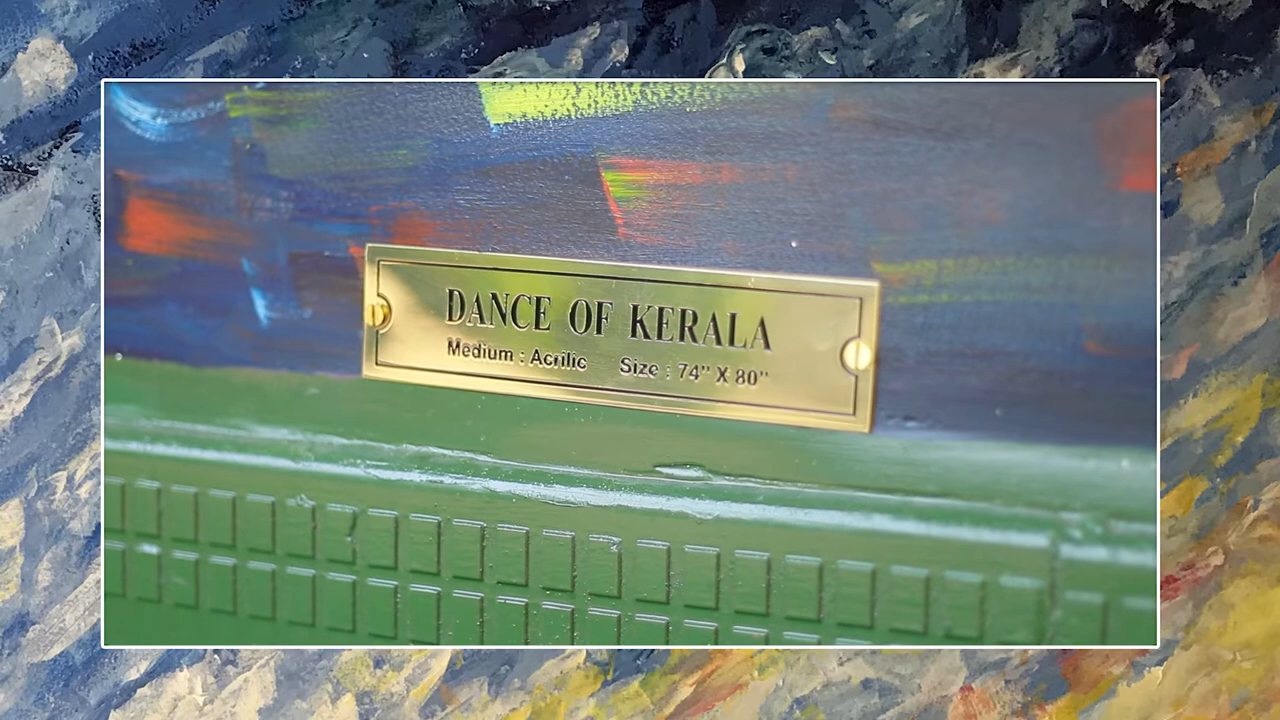 DANCE OF KERALA
Medium : Acrilic Size : 74" X 80"